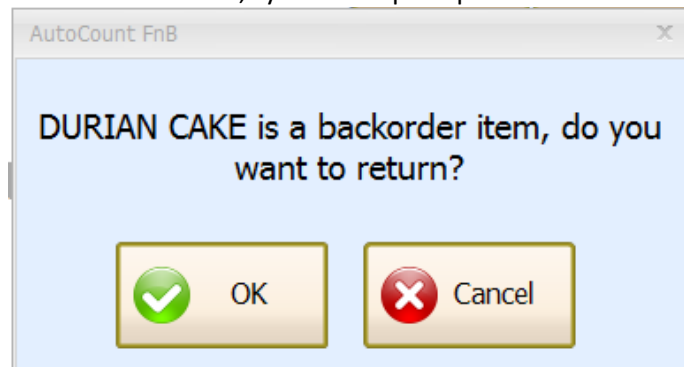 AutoCount FnB
DURIAN CAKE is a backorder item, do you
want to return?
OK
Cancel